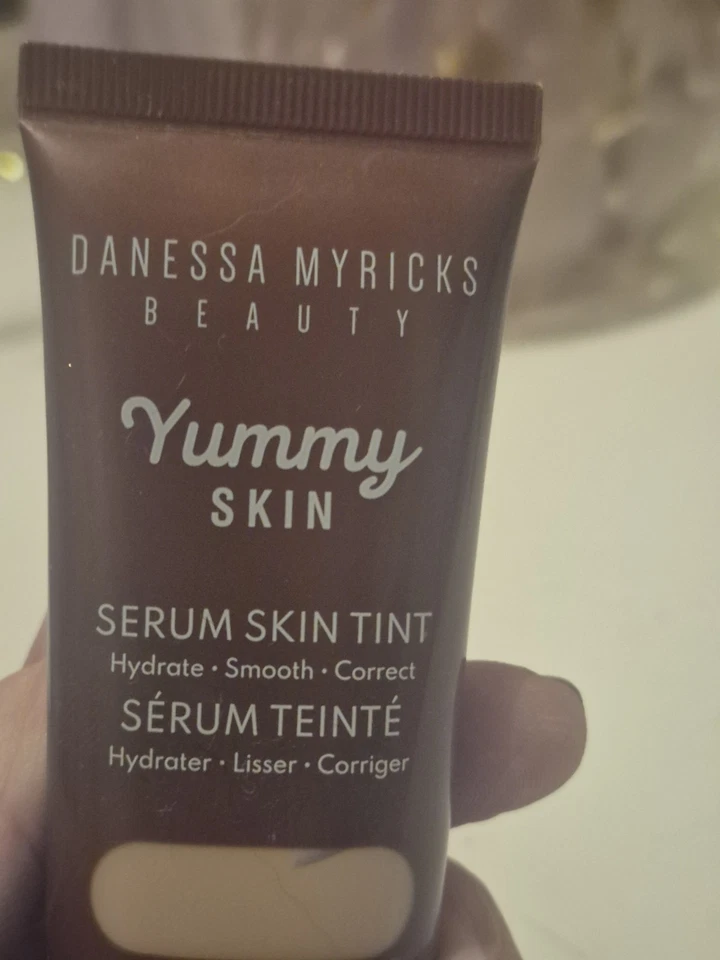 DANESSA MYRICKS
BEAUTY
Yummy
SKIN
SERUM SKIN TINT
Hydrate · Smooth · Correct
SÉRUM TEINTÉ
Hydrater · Lisser · Corriger